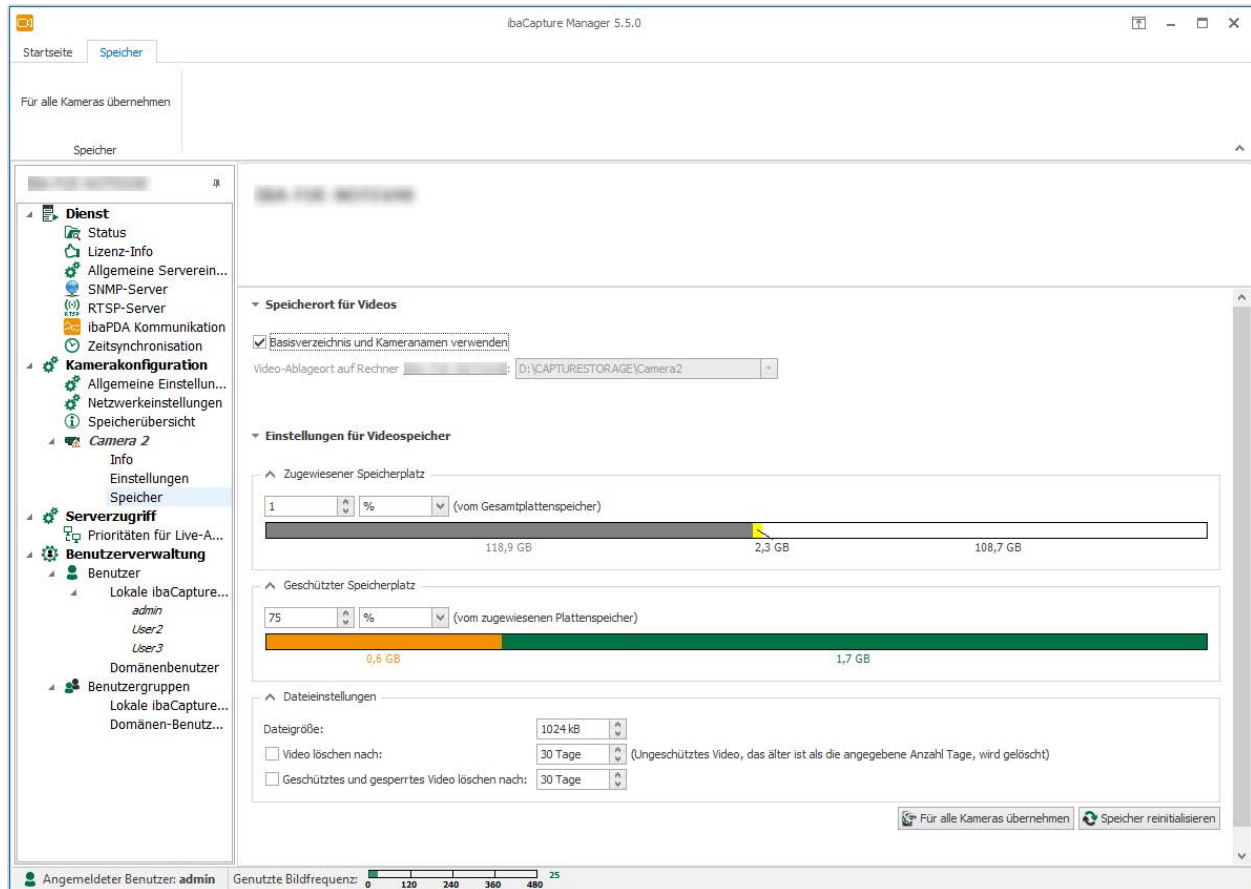 ibaCapture Manager 5.5.0
Startseite
Speicher
Für alle Kameras übernehmen
Speicher
Dienst
Status
Lizenz-Info
Allgemeine Serverein...
SNMP-Server
RTSP
RTSP-Server
ibaPDA Kommunikation
Zeitsynchronisation
Kamerakonfiguration
Allgemeine Einstellun...
Netzwerkeinstellungen
Speicherübersicht
Camera 2
Info
Einstellungen
Speicher
Serverzugriff
Prioritäten für Live-A...
Benutzerverwaltung
Benutzer
Lokale ibaCapture...
admin
User2
User3
Domänenbenutzer
Benutzergruppen
Lokale ibaCapture...
Domänen-Benutz...
Speicherort für Videos
Basisverzeichnis und Kameranamen verwenden
Video-Ablageort auf Rechner : D:\CAPTURESTORAGE\Camera2
Einstellungen für Videospeicher
Zugewiesener Speicherplatz
1 % (vom Gesamtplattenspeicher)
118,9 GB 2,3 GB 108,7 GB
Geschützter Speicherplatz
75 % (vom zugewiesenen Plattenspeicher)
0,6 GB 1,7 GB
Dateieinstellungen
Dateigröße: 1024 kB
Video löschen nach: 30 Tage (Ungeschütztes Video, das älter ist als die angegebene Anzahl Tage, wird gelöscht)
Geschütztes und gesperrtes Video löschen nach: 30 Tage
Für alle Kameras übernehmen Speicher reinitialisieren
Angemeldeter Benutzer: admin Genutzte Bildfrequenz: 0 120 240 360 480 25